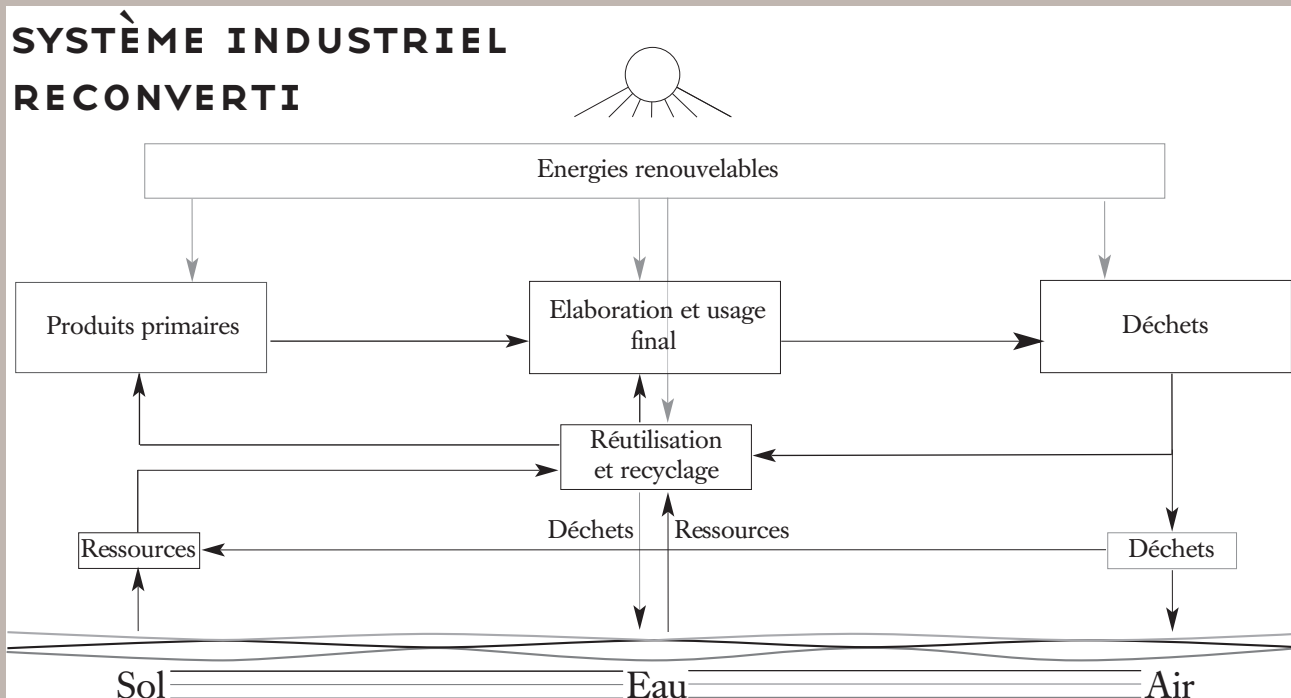 SYSTÈME INDUSTRIEL
RECONVERTI
Energies renouvelables
Produits primaires
Elaboration et usage
final
Déchets
Réutilisation
et recyclage
Déchets
Ressources
Ressources
Déchets
Sol
Eau
Air